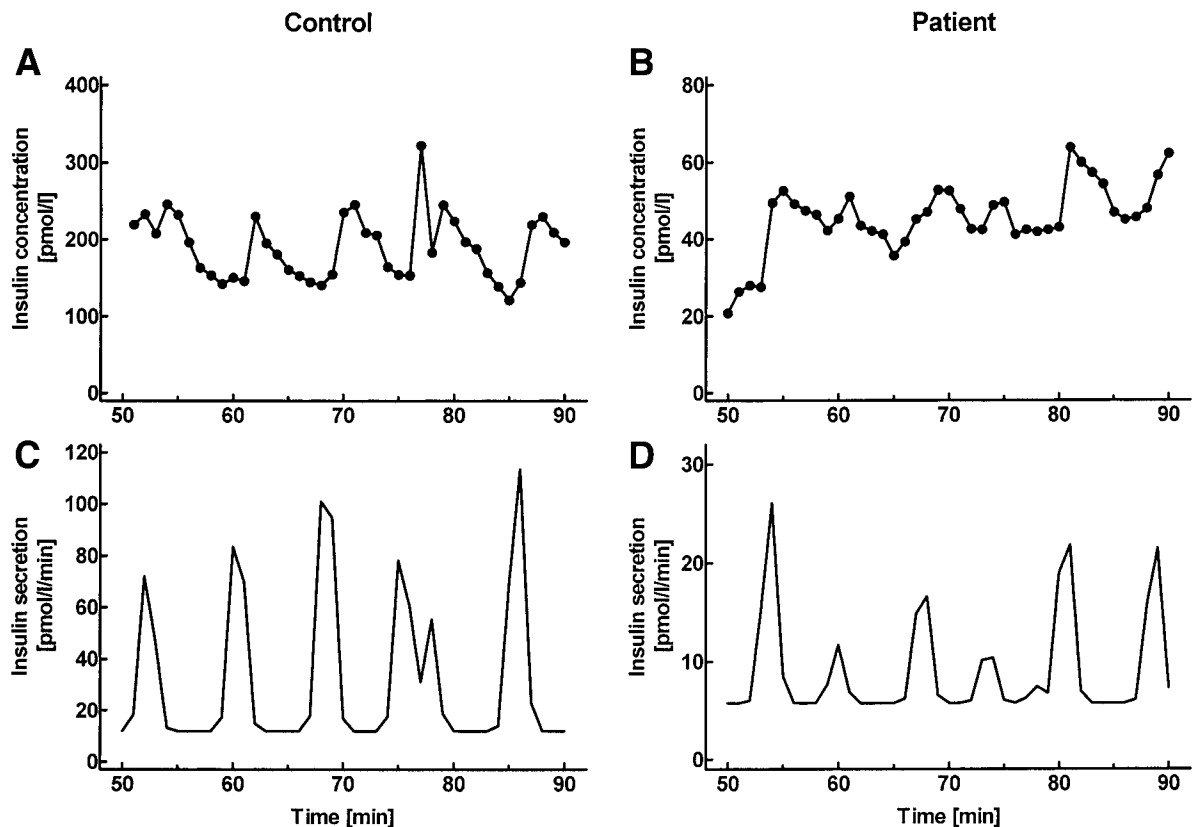 Control
Patient
A
Insulin concentration
[pmol/l]
400
300
200
100
0
50 60 70 80 90
B
Insulin concentration
[pmol/l]
80
60
40
20
0
50 60 70 80 90
C
Insulin secretion
[pmol/l/min]
120
100
80
60
40
20
0
50 60 70 80 90
Time [min]
D
Insulin secretion
[pmol/l/min]
30
20
10
0
50 60 70 80 90
Time [min]